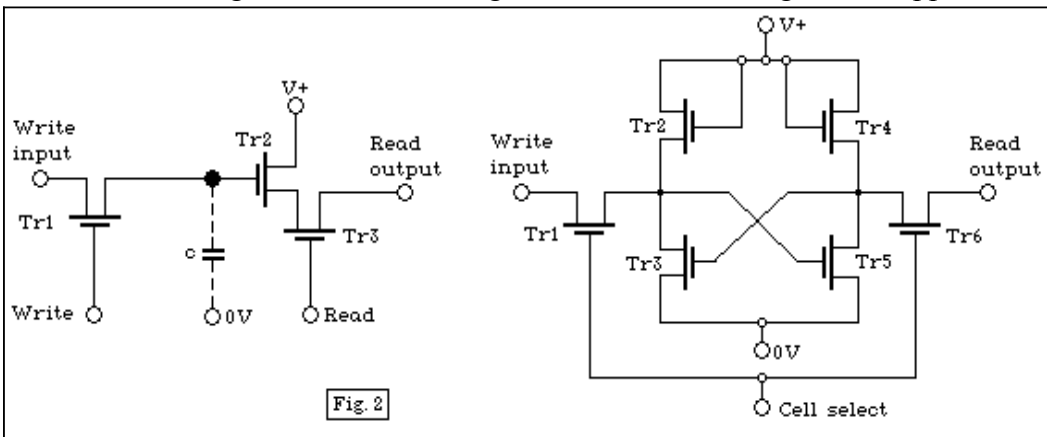 V+
Write
input
Tr2
V+
Read
output
Tr1
c
Tr3
Write
0V
Read
Fig. 2
V+
Tr2
Tr4
Write
input
Read
output
Tr1
Tr3
Tr5
Tr6
0V
Cell select